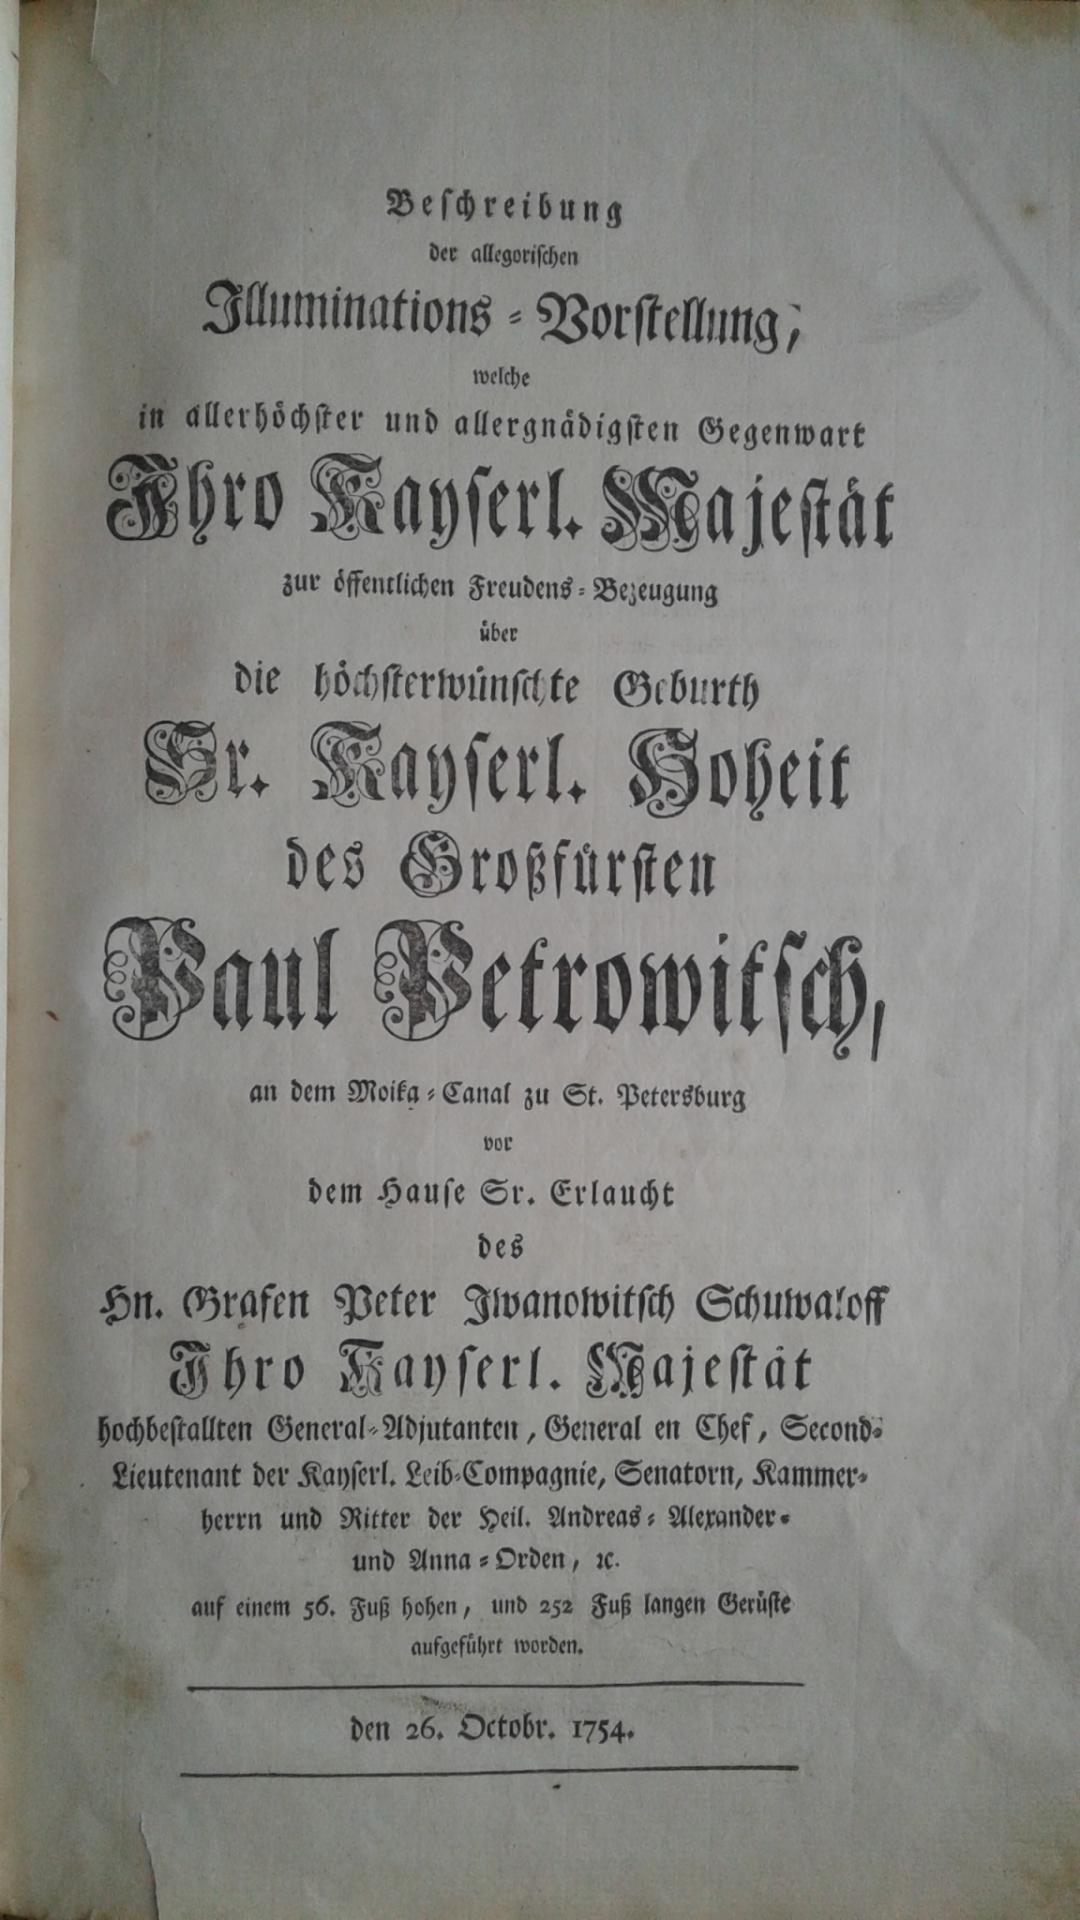 Beschreibung
der allegorischen
Illuminations-Vorstellung,
welche
in allerhöchster und allergnädigsten Gegenwart
Ihro Kayserl. Majestät
zur öffentlichen Freudens-Bezeugung
über
die höchsterwünschte Geburth
Sr. Kayserl. Hoheit
des Großfürsten
Paul Petrowitsch,
an dem Moika-Canal zu St. Petersburg
vor
dem Hause Sr. Erlaucht
des
Hn. Grafen Peter Iwanowitsch Schuwaloff
Ihro Kayserl. Majestät
hochbestallten General-Adjutanten, General en Chef, Second-
Lieutenant der Kayserl. Leib-Compagnie, Senatorn, Kammer-
herrn und Ritter der Heil. Andreas-Alexander-
und Anna-Orden, ꝛc.
auf einem 56. Fuß hohen, und 252 Fuß langen Gerüste
aufgeführt worden.
den 26. Octobr. 1754.